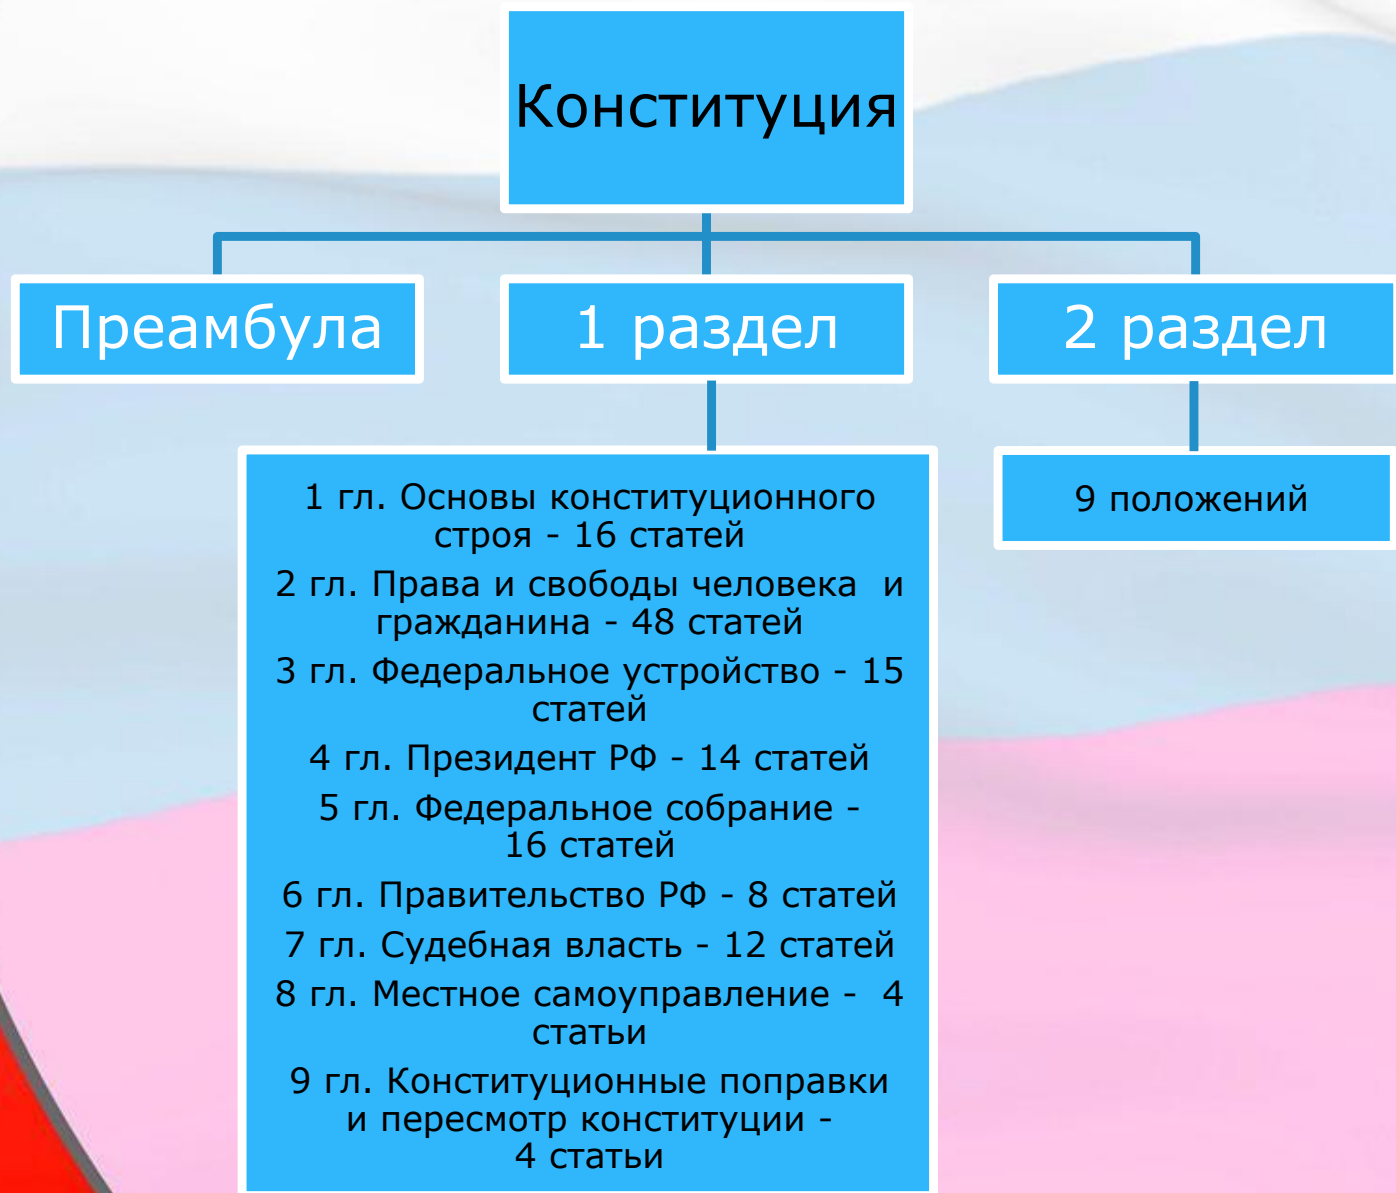 Конституция
Преамбула
1 раздел
2 раздел
1 гл. Основы конституционного
строя - 16 статей
2 гл. Права и свободы человека и
гражданина - 48 статей
3 гл. Федеральное устройство - 15
статей
4 гл. Президент РФ - 14 статей
5 гл. Федеральное собрание -
16 статей
6 гл. Правительство РФ - 8 статей
7 гл. Судебная власть - 12 статей
8 гл. Местное самоуправление - 4
статьи
9 гл. Конституционные поправки
и пересмотр конституции -
4 статьи
9 положений